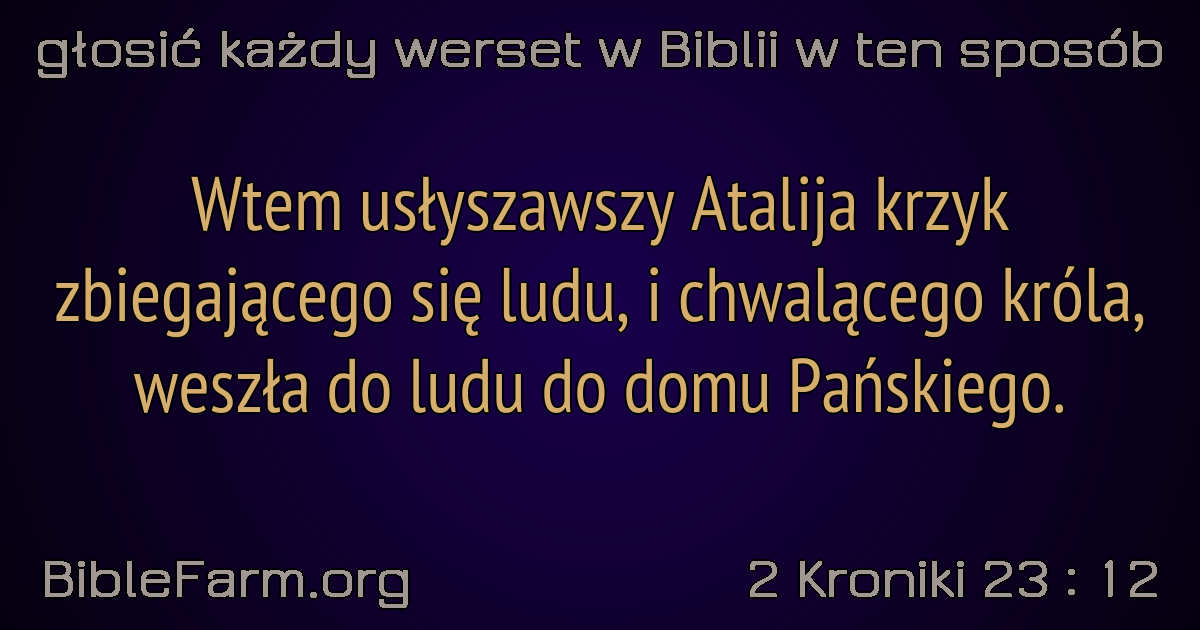 głosić każdy werset w Biblii w ten sposób
Wtem usłyszawszy Atalija krzyk
zbiegającego się ludu, i chwalącego króla,
weszła do ludu do domu Pańskiego.
BibleFarm.org
2 Kroniki 23 : 12